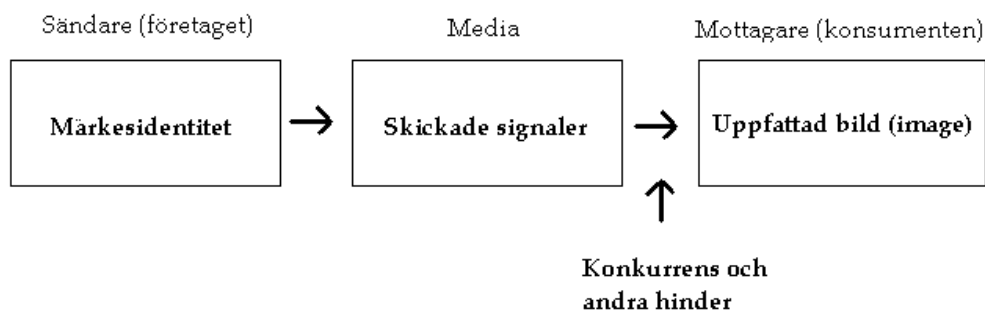 Sändare (företaget)
Media
Mottagare (konsumenten)
Märkesidentitet
Skickade signaler
Uppfattad bild (image)
Konkurrens och
andra hinder